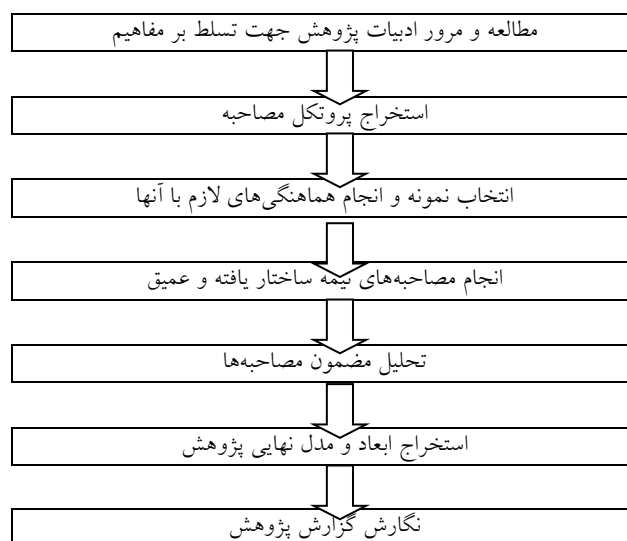 مطالعه و مرور ادبیات پژوهش جهت تسلط بر مفاهیم
استخراج پروتکل مصاحبه
انتخاب نمونه و انجام هماهنگی‌های لازم با آنها
انجام مصاحبه‌های نیمه ساختار یافته و عمیق
تحلیل مضمون مصاحبه‌ها
استخراج ابعاد و مدل نهایی پژوهش
نگارش گزارش پژوهش